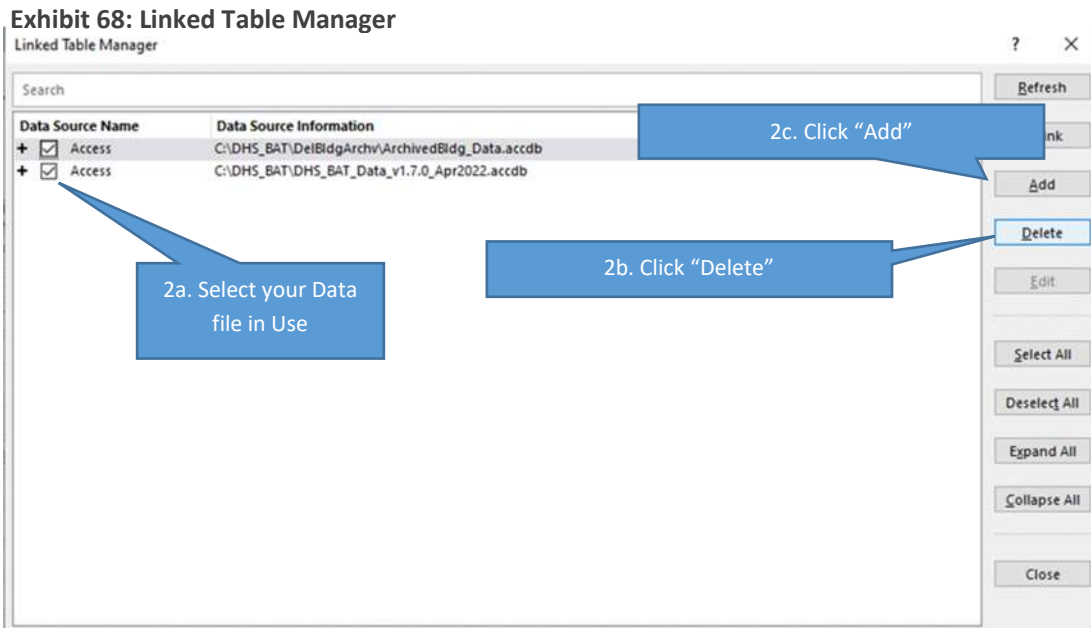 Exhibit 68: Linked Table Manager
Linked Table Manager
?
Search
Refresh
Data Source Name Data Source Information
Access C:\DHS_BAT\DelBldgArchv\ArchivedBldg_Data.accdb
Access C:\DHS_BAT\DHS_BAT_Data_v1.7.0_Apr2022.accdb
2c. Click “Add”
Add
Delete
2b. Click “Delete”
2a. Select your Data
file in Use
Edit
Select All
Deselect All
Expand All
Collapse All
Close